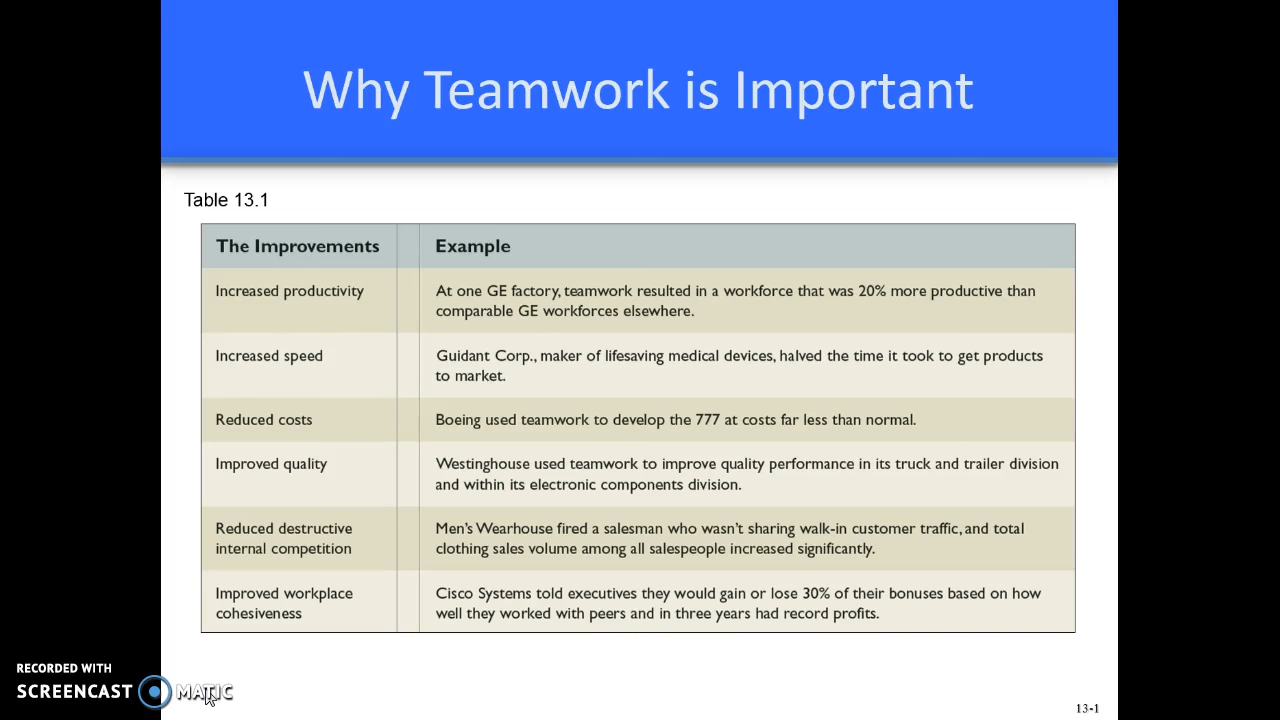 Why Teamwork is Important
Table 13.1
The Improvements
Example
Increased productivity
At one GE factory, teamwork resulted in a workforce that was 20% more productive than
comparable GE workforces elsewhere.
Increased speed
Guidant Corp., maker of lifesaving medical devices, halved the time it took to get products
to market.
Reduced costs
Boeing used teamwork to develop the 777 at costs far less than normal.
Improved quality
Westinghouse used teamwork to improve quality performance in its truck and trailer division
and within its electronic components division.
Reduced destructive
internal competition
Men's Wearhouse fired a salesman who wasn't sharing walk-in customer traffic, and total
clothing sales volume among all salespeople increased significantly.
Improved workplace
cohesiveness
Cisco Systems told executives they would gain or lose 30% of their bonuses based on how
well they worked with peers and in three years had record profits.
RECORDED WITH
SCREENCAST MATIC
13-1